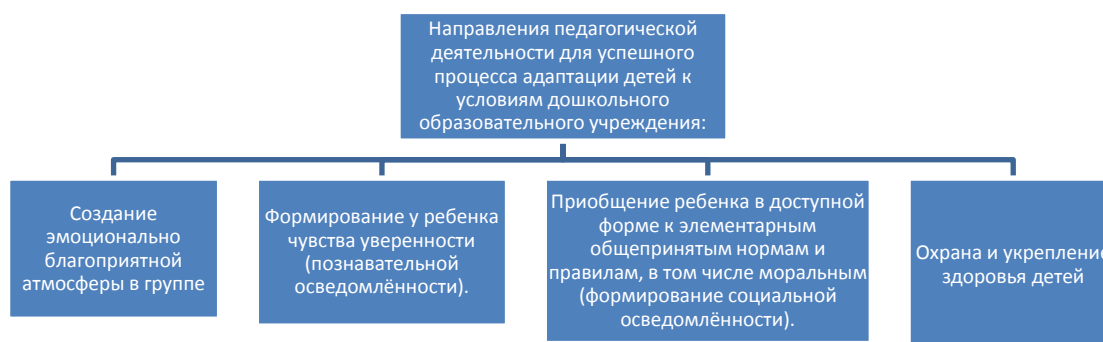 Направления педагогической
деятельности для успешного
процесса адаптации детей к
условиям дошкольного
образовательного учреждения:
Создание
эмоционально
благоприятной
атмосферы в группе
Формирование у ребенка
чувства уверенности
(познавательной
осведомлённости).
Приобщение ребенка в доступной
форме к элементарным
общепринятым нормам и
правилам, в том числе моральным
(формирование социальной
осведомлённости).
Охрана и укрепление
здоровья детей